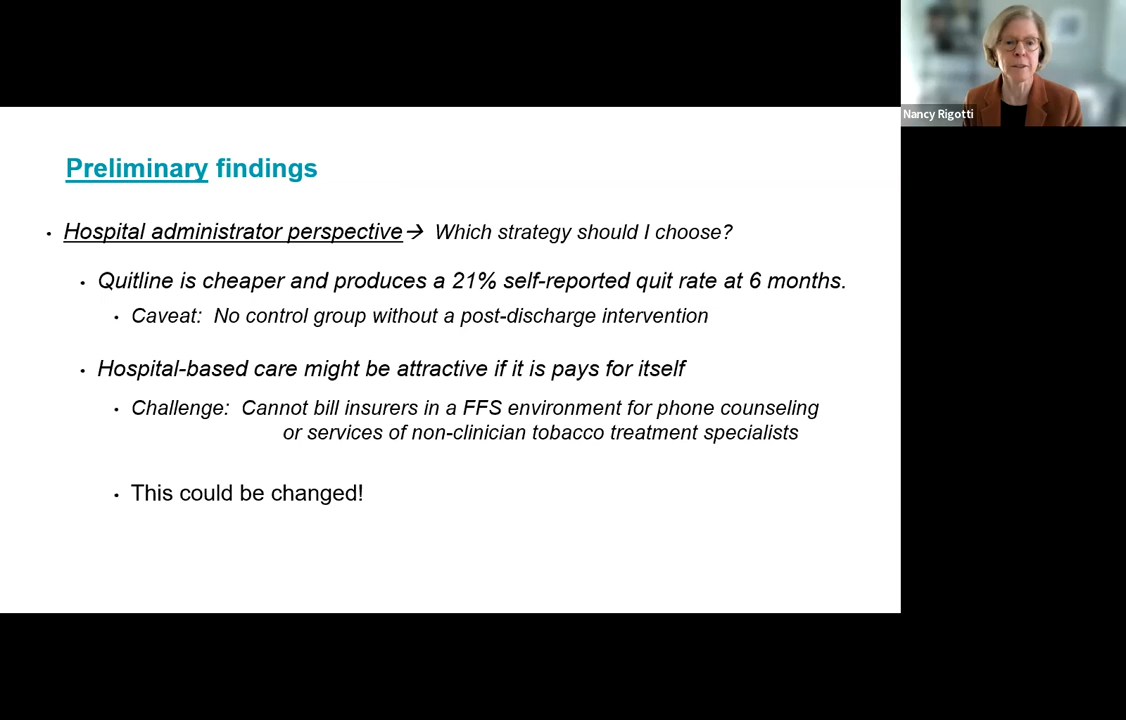 Nancy Rigotti
Preliminary findings
• Hospital administrator perspective→ Which strategy should I choose?
• Quitline is cheaper and produces a 21% self-reported quit rate at 6 months.
• Caveat: No control group without a post-discharge intervention
• Hospital-based care might be attractive if it is pays for itself
• Challenge: Cannot bill insurers in a FFS environment for phone counseling
or services of non-clinician tobacco treatment specialists
• This could be changed!